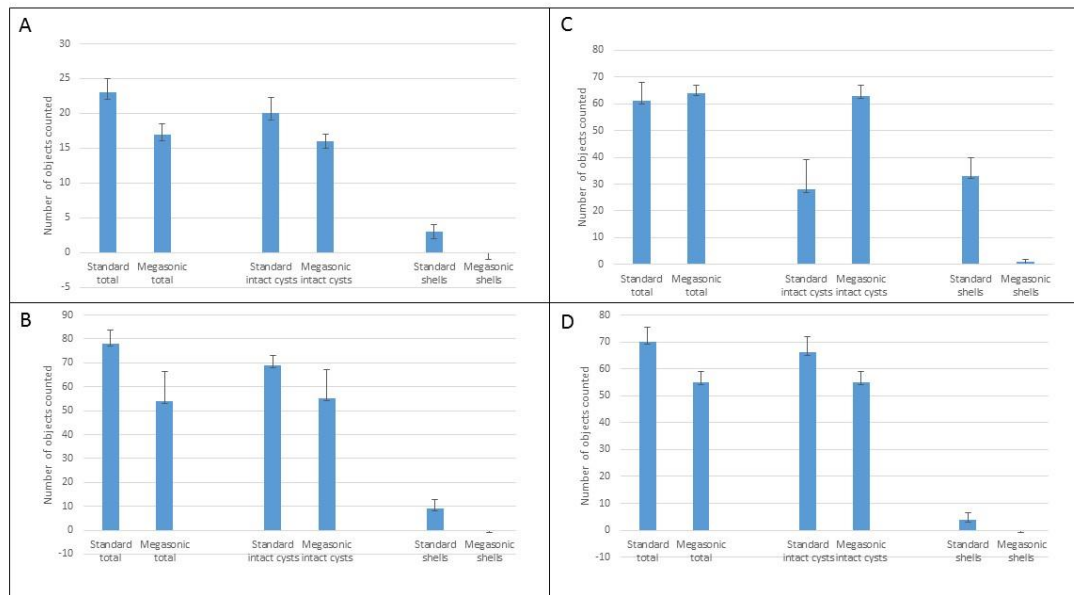 A
Number of objects counted
30
25
20
15
10
5
0
-5
Standard Megasonic Standard Megasonic Standard Megasonic
total total intact cysts intact cysts shells shells
B
Number of objects counted
90
80
70
60
50
40
30
20
10
0
-10
Standard Megasonic Standard Megasonic Standard Megasonic
total total intact cysts intact cysts shells shells
C
Number of objects counted
80
70
60
50
40
30
20
10
0
Standard Megasonic Standard Megasonic Standard Megasonic
total total intact cysts intact cysts shells shells
D
Number of objects counted
80
70
60
50
40
30
20
10
0
-10
Standard Megasonic Standard Megasonic Standard Megasonic
total total intact cysts intact cysts shells shells